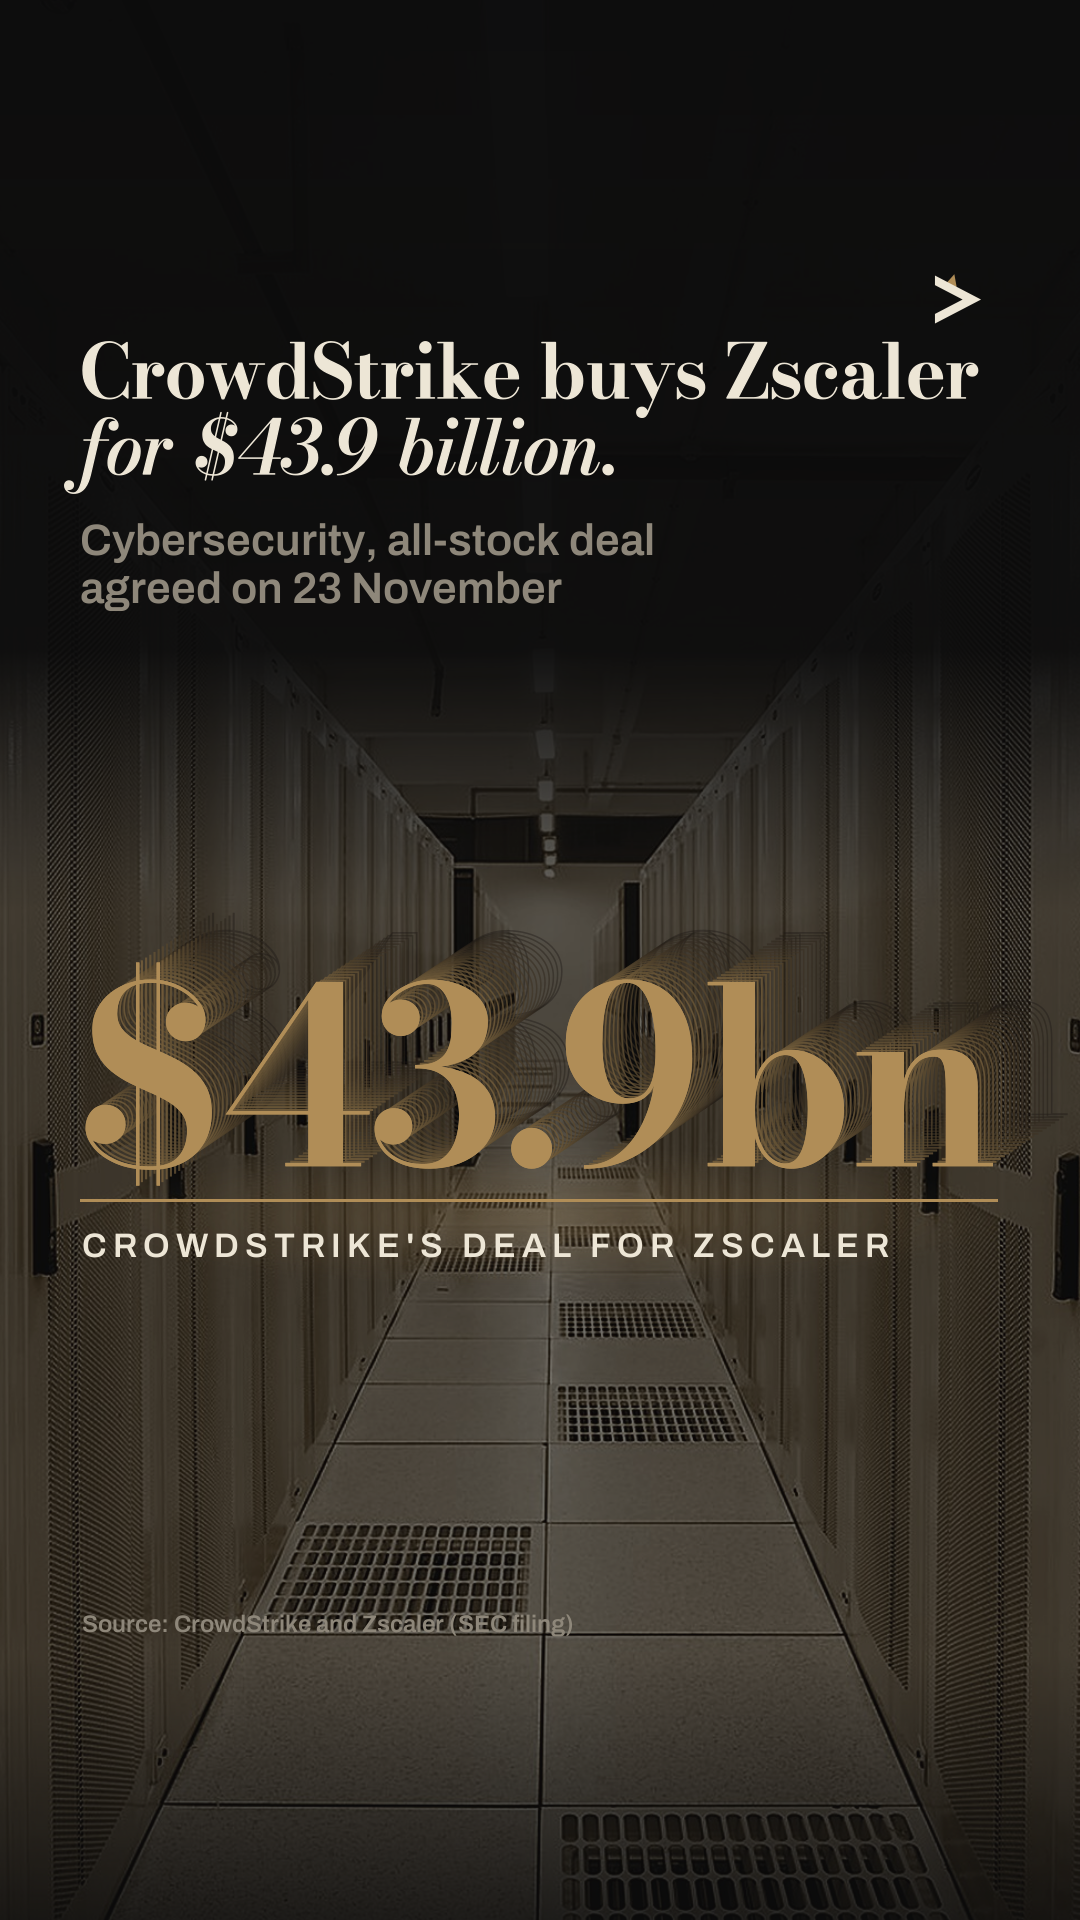 CrowdStrike buys Zscaler
for $43.9 billion.
Cybersecurity, all-stock deal
agreed on 23 November
$43.9bn
CROWDSTRIKE'S DEAL FOR ZSCALER
Source: CrowdStrike and Zscaler (SEC filing)